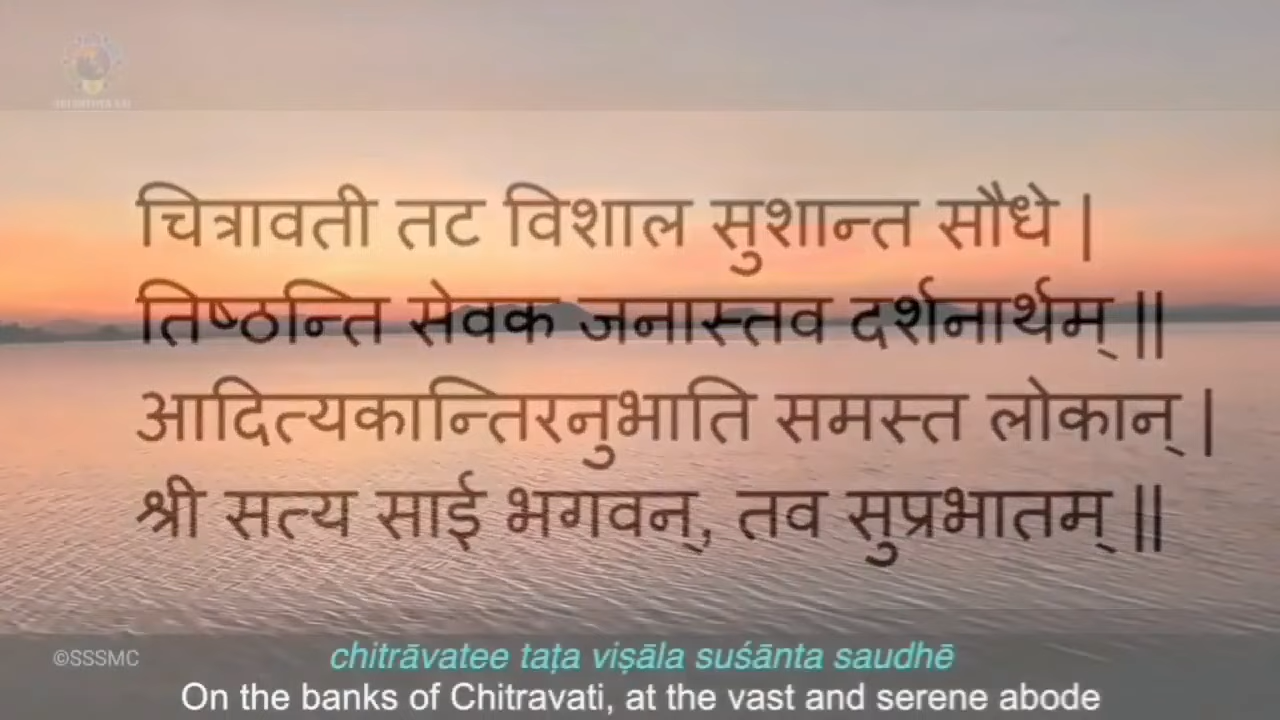 चित्रावती तट विशाल सुशान्त सौधे |
तिष्ठन्ति सेवक जनास्तव दर्शनार्थम् ||
आदित्यकान्तिरनुभाति समस्त लोकान् |
श्री सत्य साई भगवन्, तव सुप्रभातम् ||
©SSSMC
chitrāvatee taṭa viṣāla suśānta saudhē
On the banks of Chitravati, at the vast and serene abode